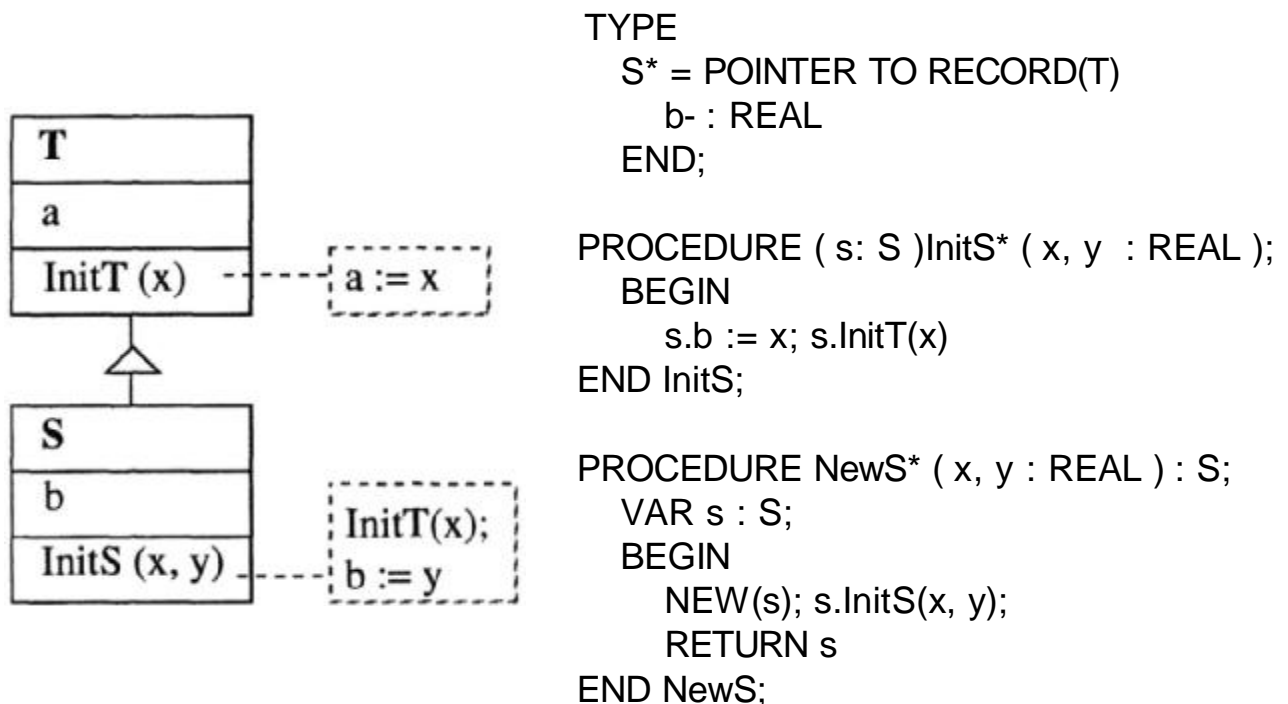 T
a
InitT (x)
a := x
S
b
InitS (x, y)
InitT(x);
b := y
TYPE
S* = POINTER TO RECORD(T)
b- : REAL
END;
PROCEDURE ( s: S )InitS* ( x, y : REAL );
BEGIN
s.b := x; s.InitT(x)
END InitS;
PROCEDURE NewS* ( x, y : REAL ) : S;
VAR s : S;
BEGIN
NEW(s); s.InitS(x, y);
RETURN s
END NewS;